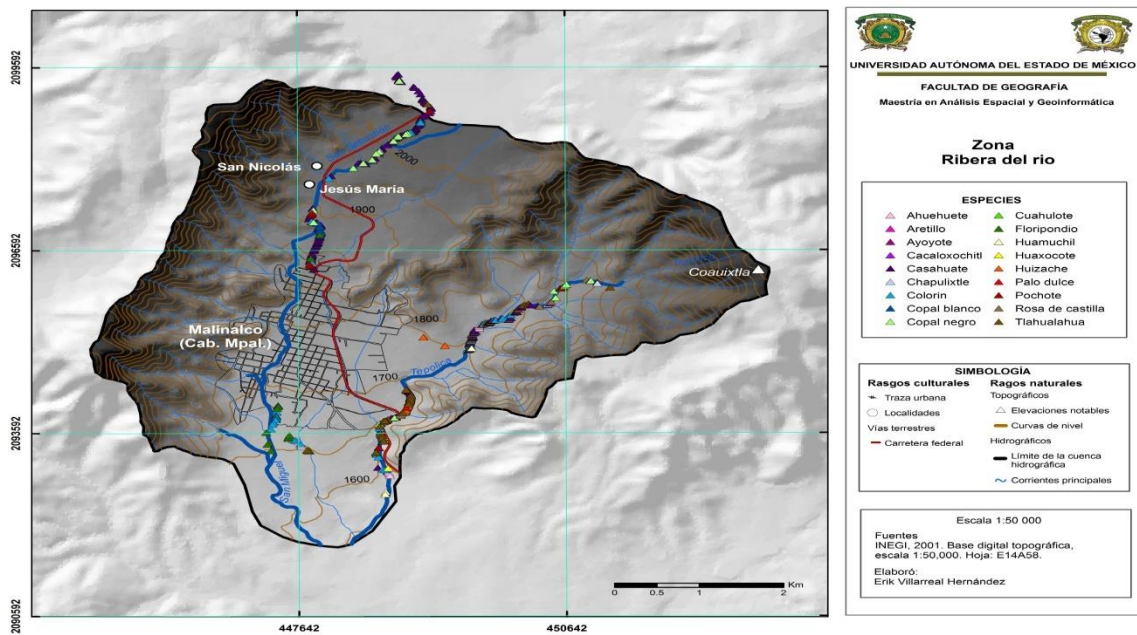 2099592
2096592
2093592
2090592
447642
450642
San Nicolás
Jesús María
2000
1900
Coauixtla
Malinalco
(Cab. Mpal.)
1800
1700
Tepolica
1600
San Miguel
0 0.5 1 2
Km
UNIVERSIDAD AUTÓNOMA DEL ESTADO DE MÉXICO
FACULTAD DE GEOGRAFÍA
Maestría en Análisis Espacial y Geoinformática
Zona
Ribera del rio
ESPECIES
Ahuehuete
Aretillo
Ayoyote
Cacaloxochitl
Casahuate
Chapulixtle
Colorin
Copal blanco
Copal negro
Cuahulote
Floripondio
Huamuchil
Huaxocote
Huizache
Palo dulce
Pochote
Rosa de castilla
Tlahualahua
SIMBOLOGÍA
Rasgos culturales
Traza urbana
Localidades
Vías terrestres
Carretera federal
Ragos naturales
Topográficos
Elevaciones notables
Curvas de nivel
Hidrográficos
Límite de la cuenca
hidrográfica
Corrientes principales
Escala 1:50 000
Fuentes
INEGI, 2001. Base digital topográfica,
escala 1:50,000. Hoja: E14A58.
Elaboró:
Erik Villarreal Hernández